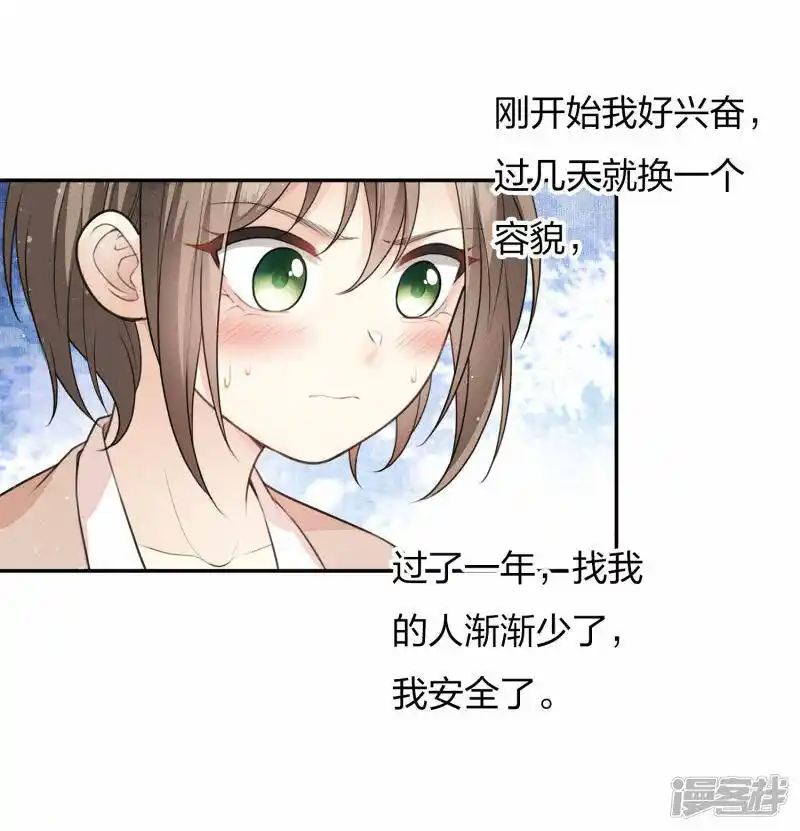 刚开始我好兴奋，
过几天就换一个
容貌，
过了一年，找我
的人渐渐少了，
我安全了。
漫客栈